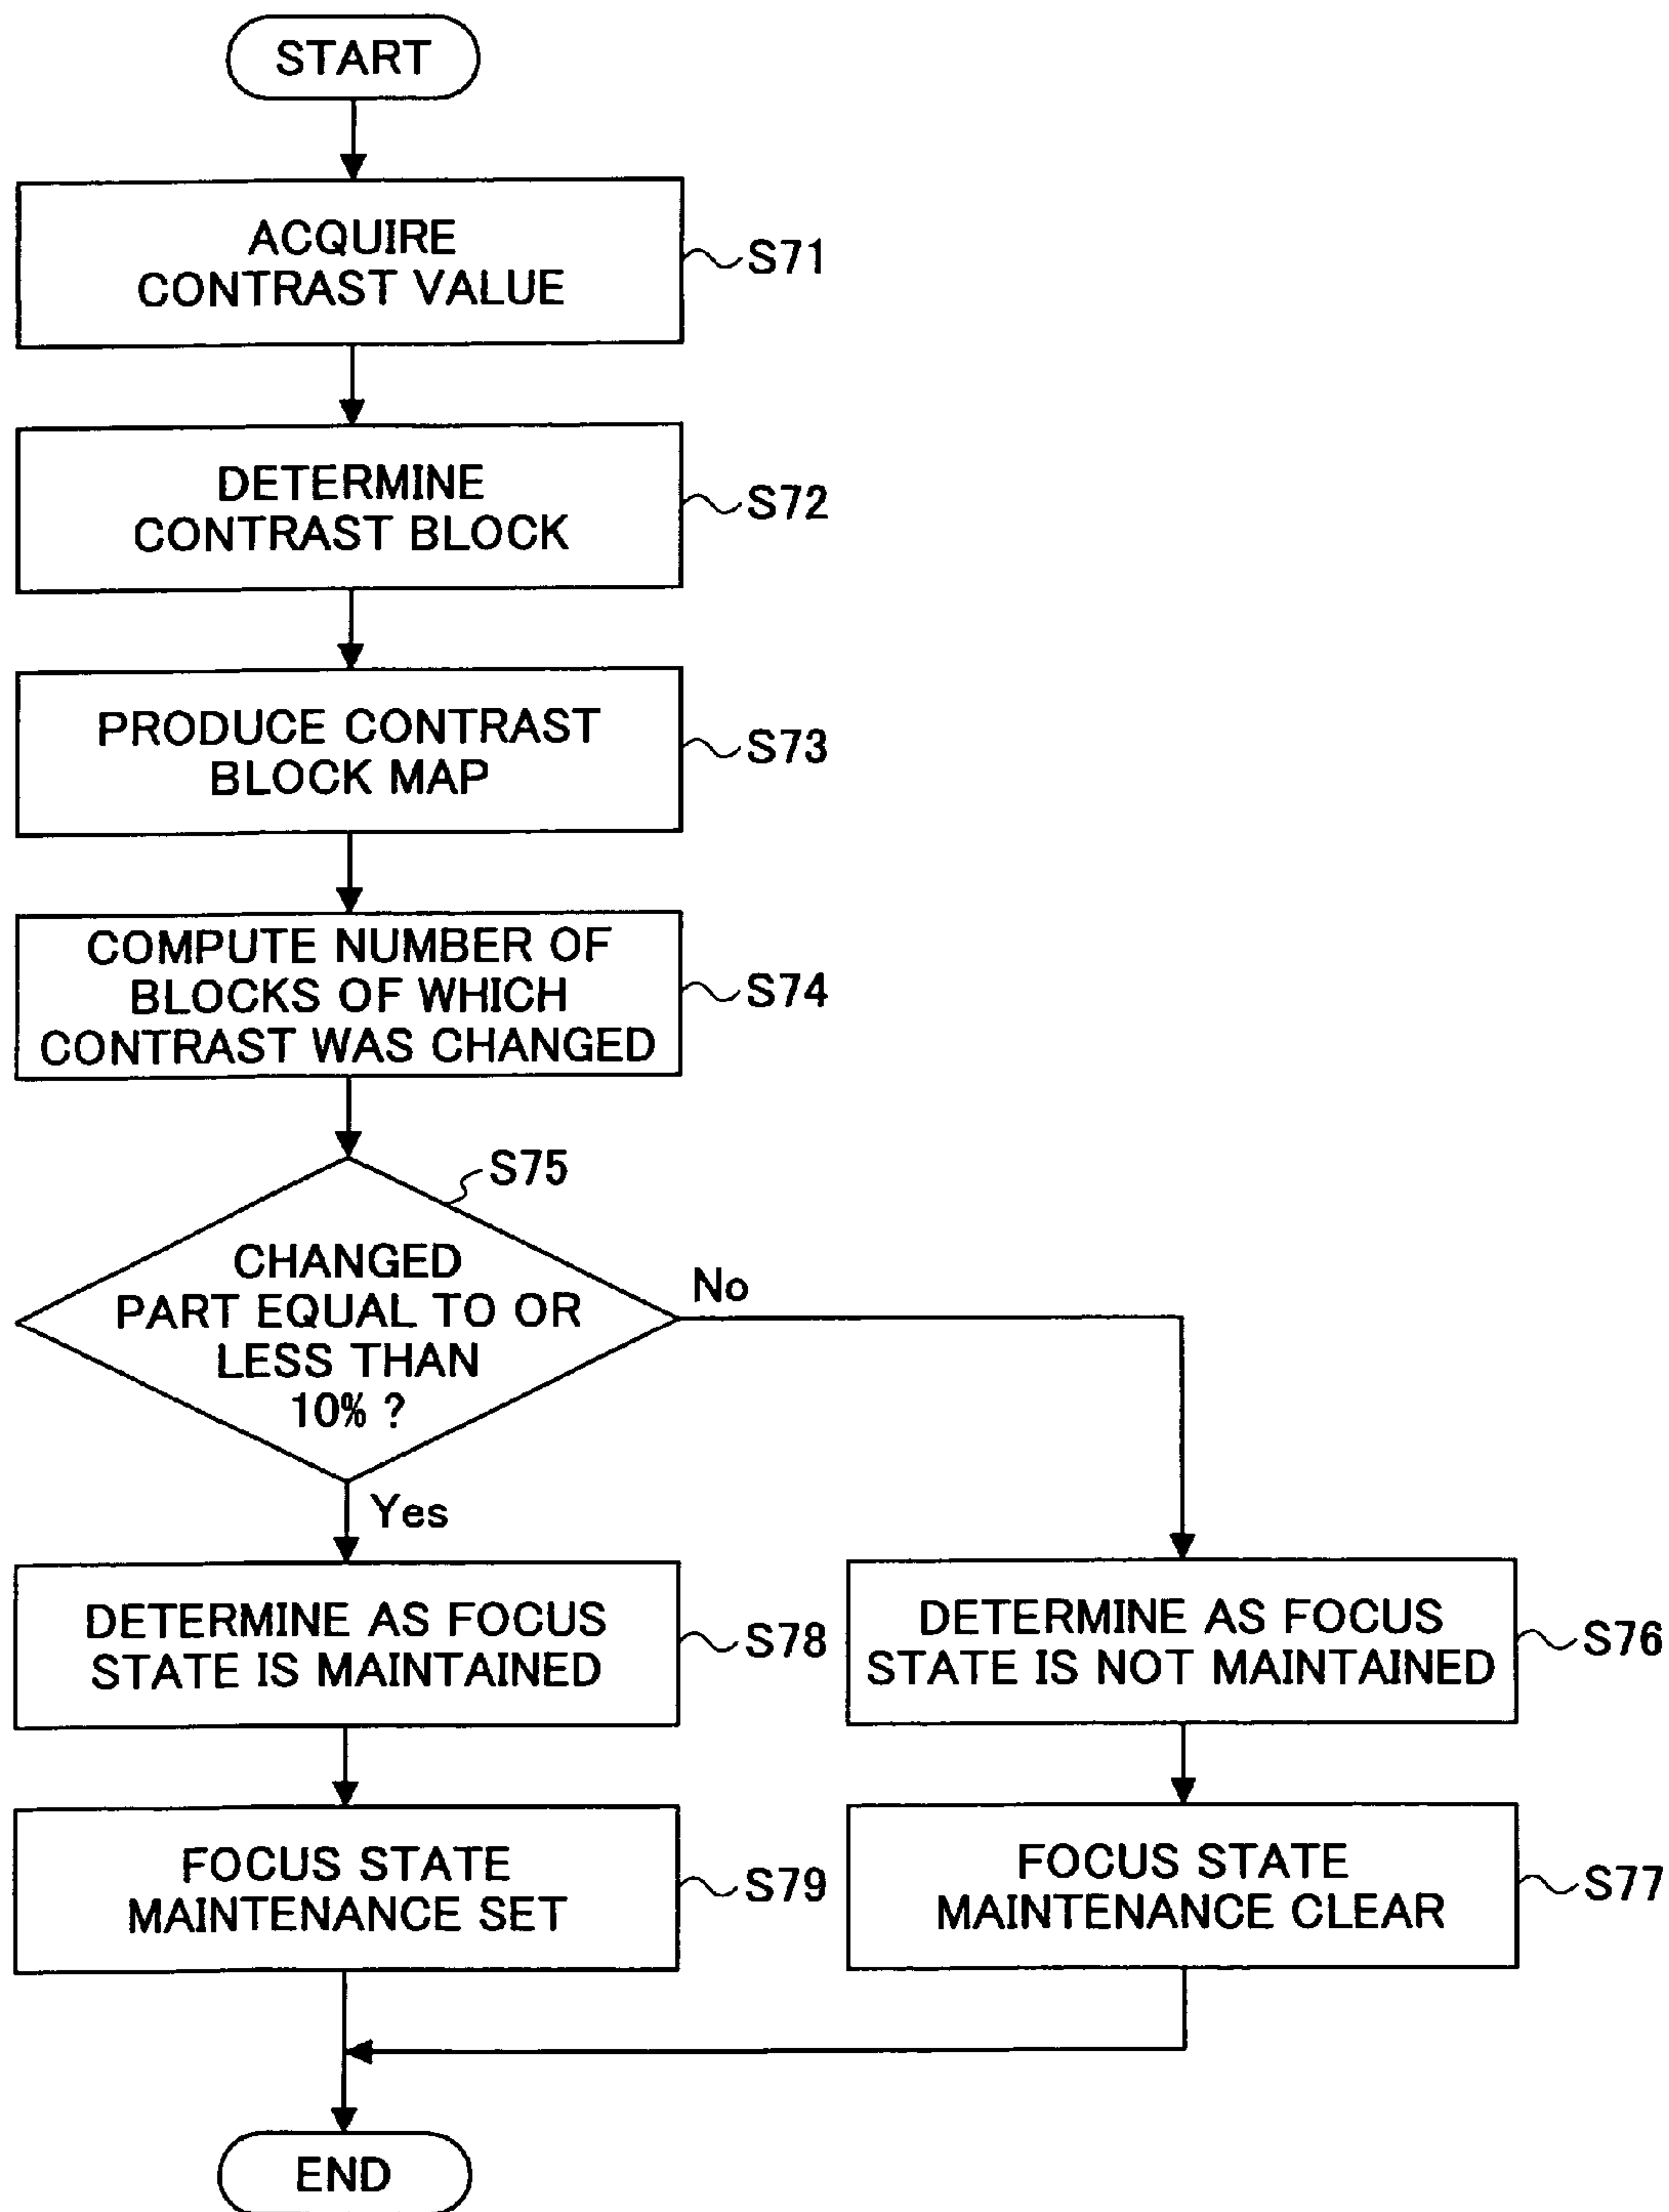 START
ACQUIRE
CONTRAST VALUE
S71
DETERMINE
CONTRAST BLOCK
S72
PRODUCE CONTRAST
BLOCK MAP
S73
COMPUTE NUMBER OF
BLOCKS OF WHICH
CONTRAST WAS CHANGED
S74
S75
CHANGED
PART EQUAL TO OR
LESS THAN
10% ?
No
Yes
DETERMINE AS FOCUS
STATE IS MAINTAINED
S78
DETERMINE AS FOCUS
STATE IS NOT MAINTAINED
S76
FOCUS STATE
MAINTENANCE SET
S79
FOCUS STATE
MAINTENANCE CLEAR
S77
END